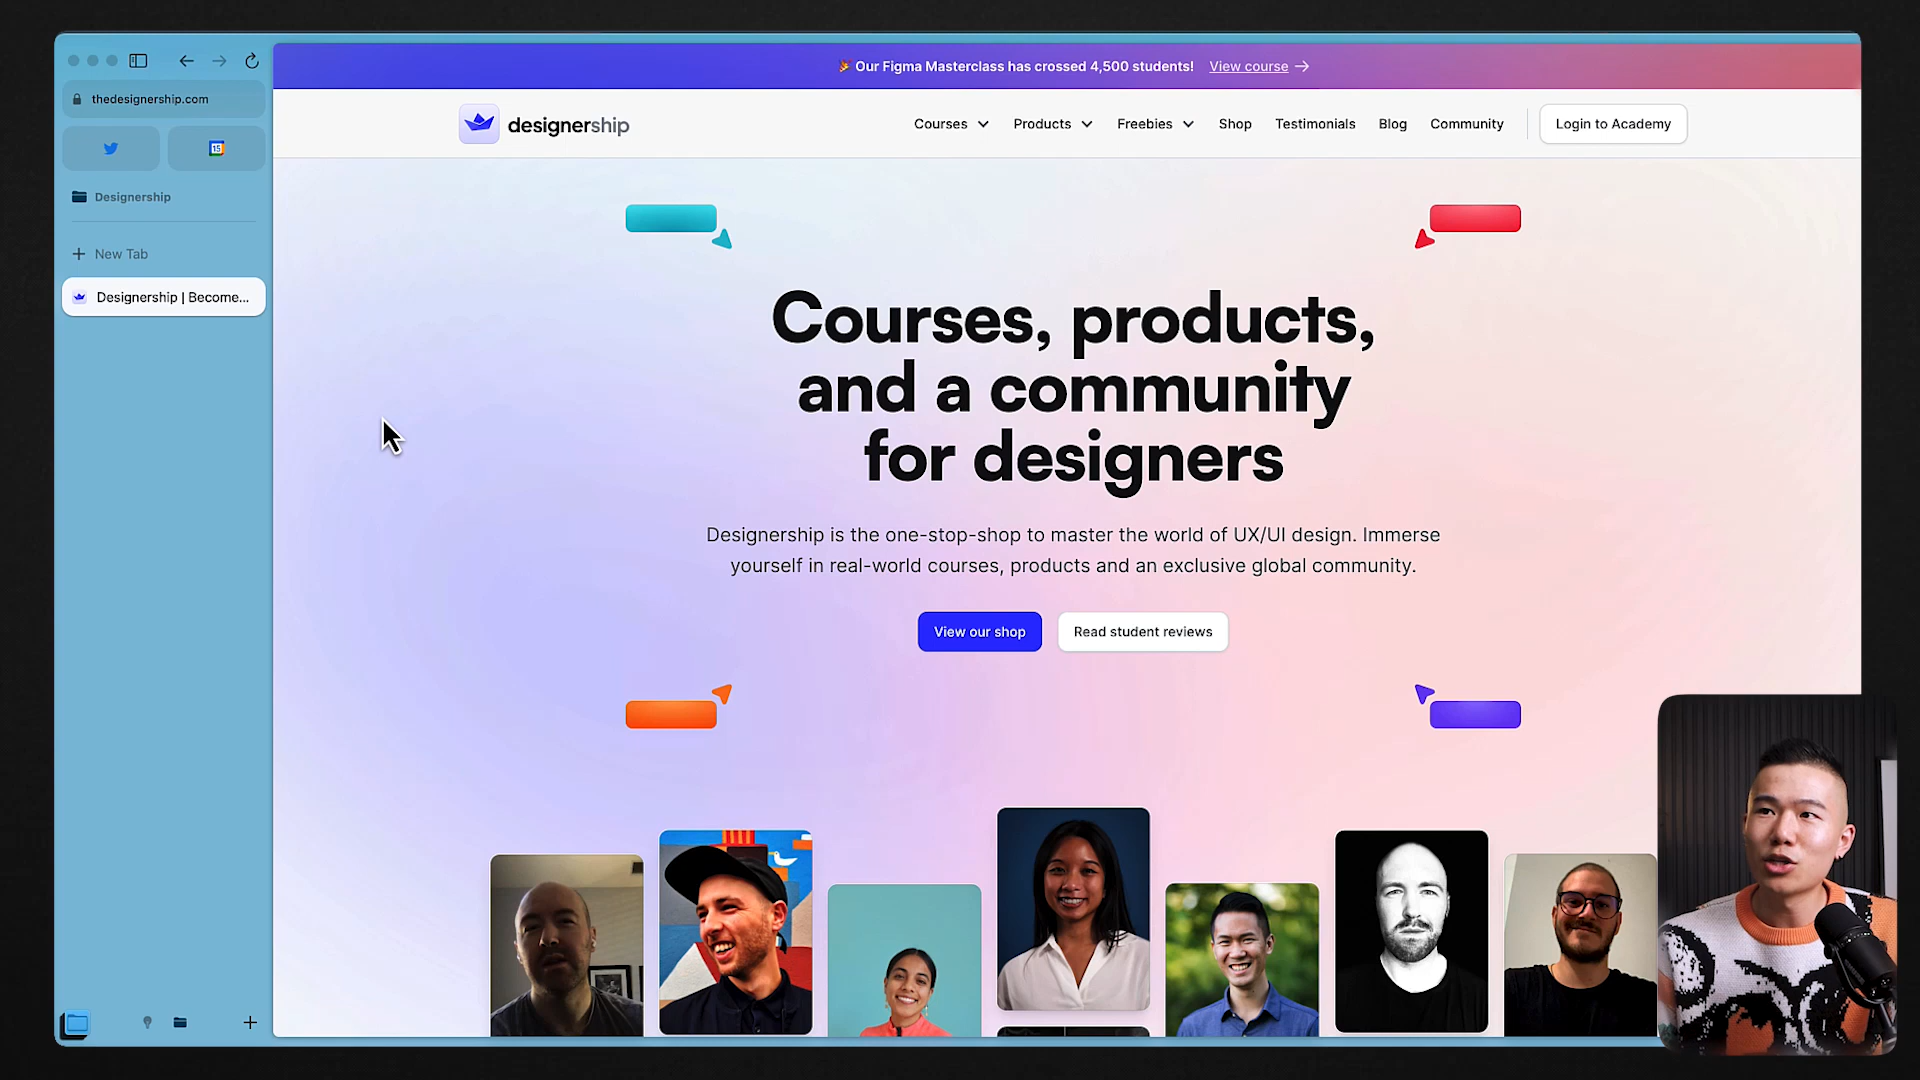 🎉 Our Figma Masterclass has crossed 4,500 students! View course →
thedesignership.com
designership
Courses Products Freebies Shop Testimonials Blog Community Login to Academy
15
Designership
New Tab
Designership | Become...
Courses, products,
and a community
for designers
Designership is the one-stop-shop to master the world of UX/UI design. Immerse
yourself in real-world courses, products and an exclusive global community.
View our shop Read student reviews